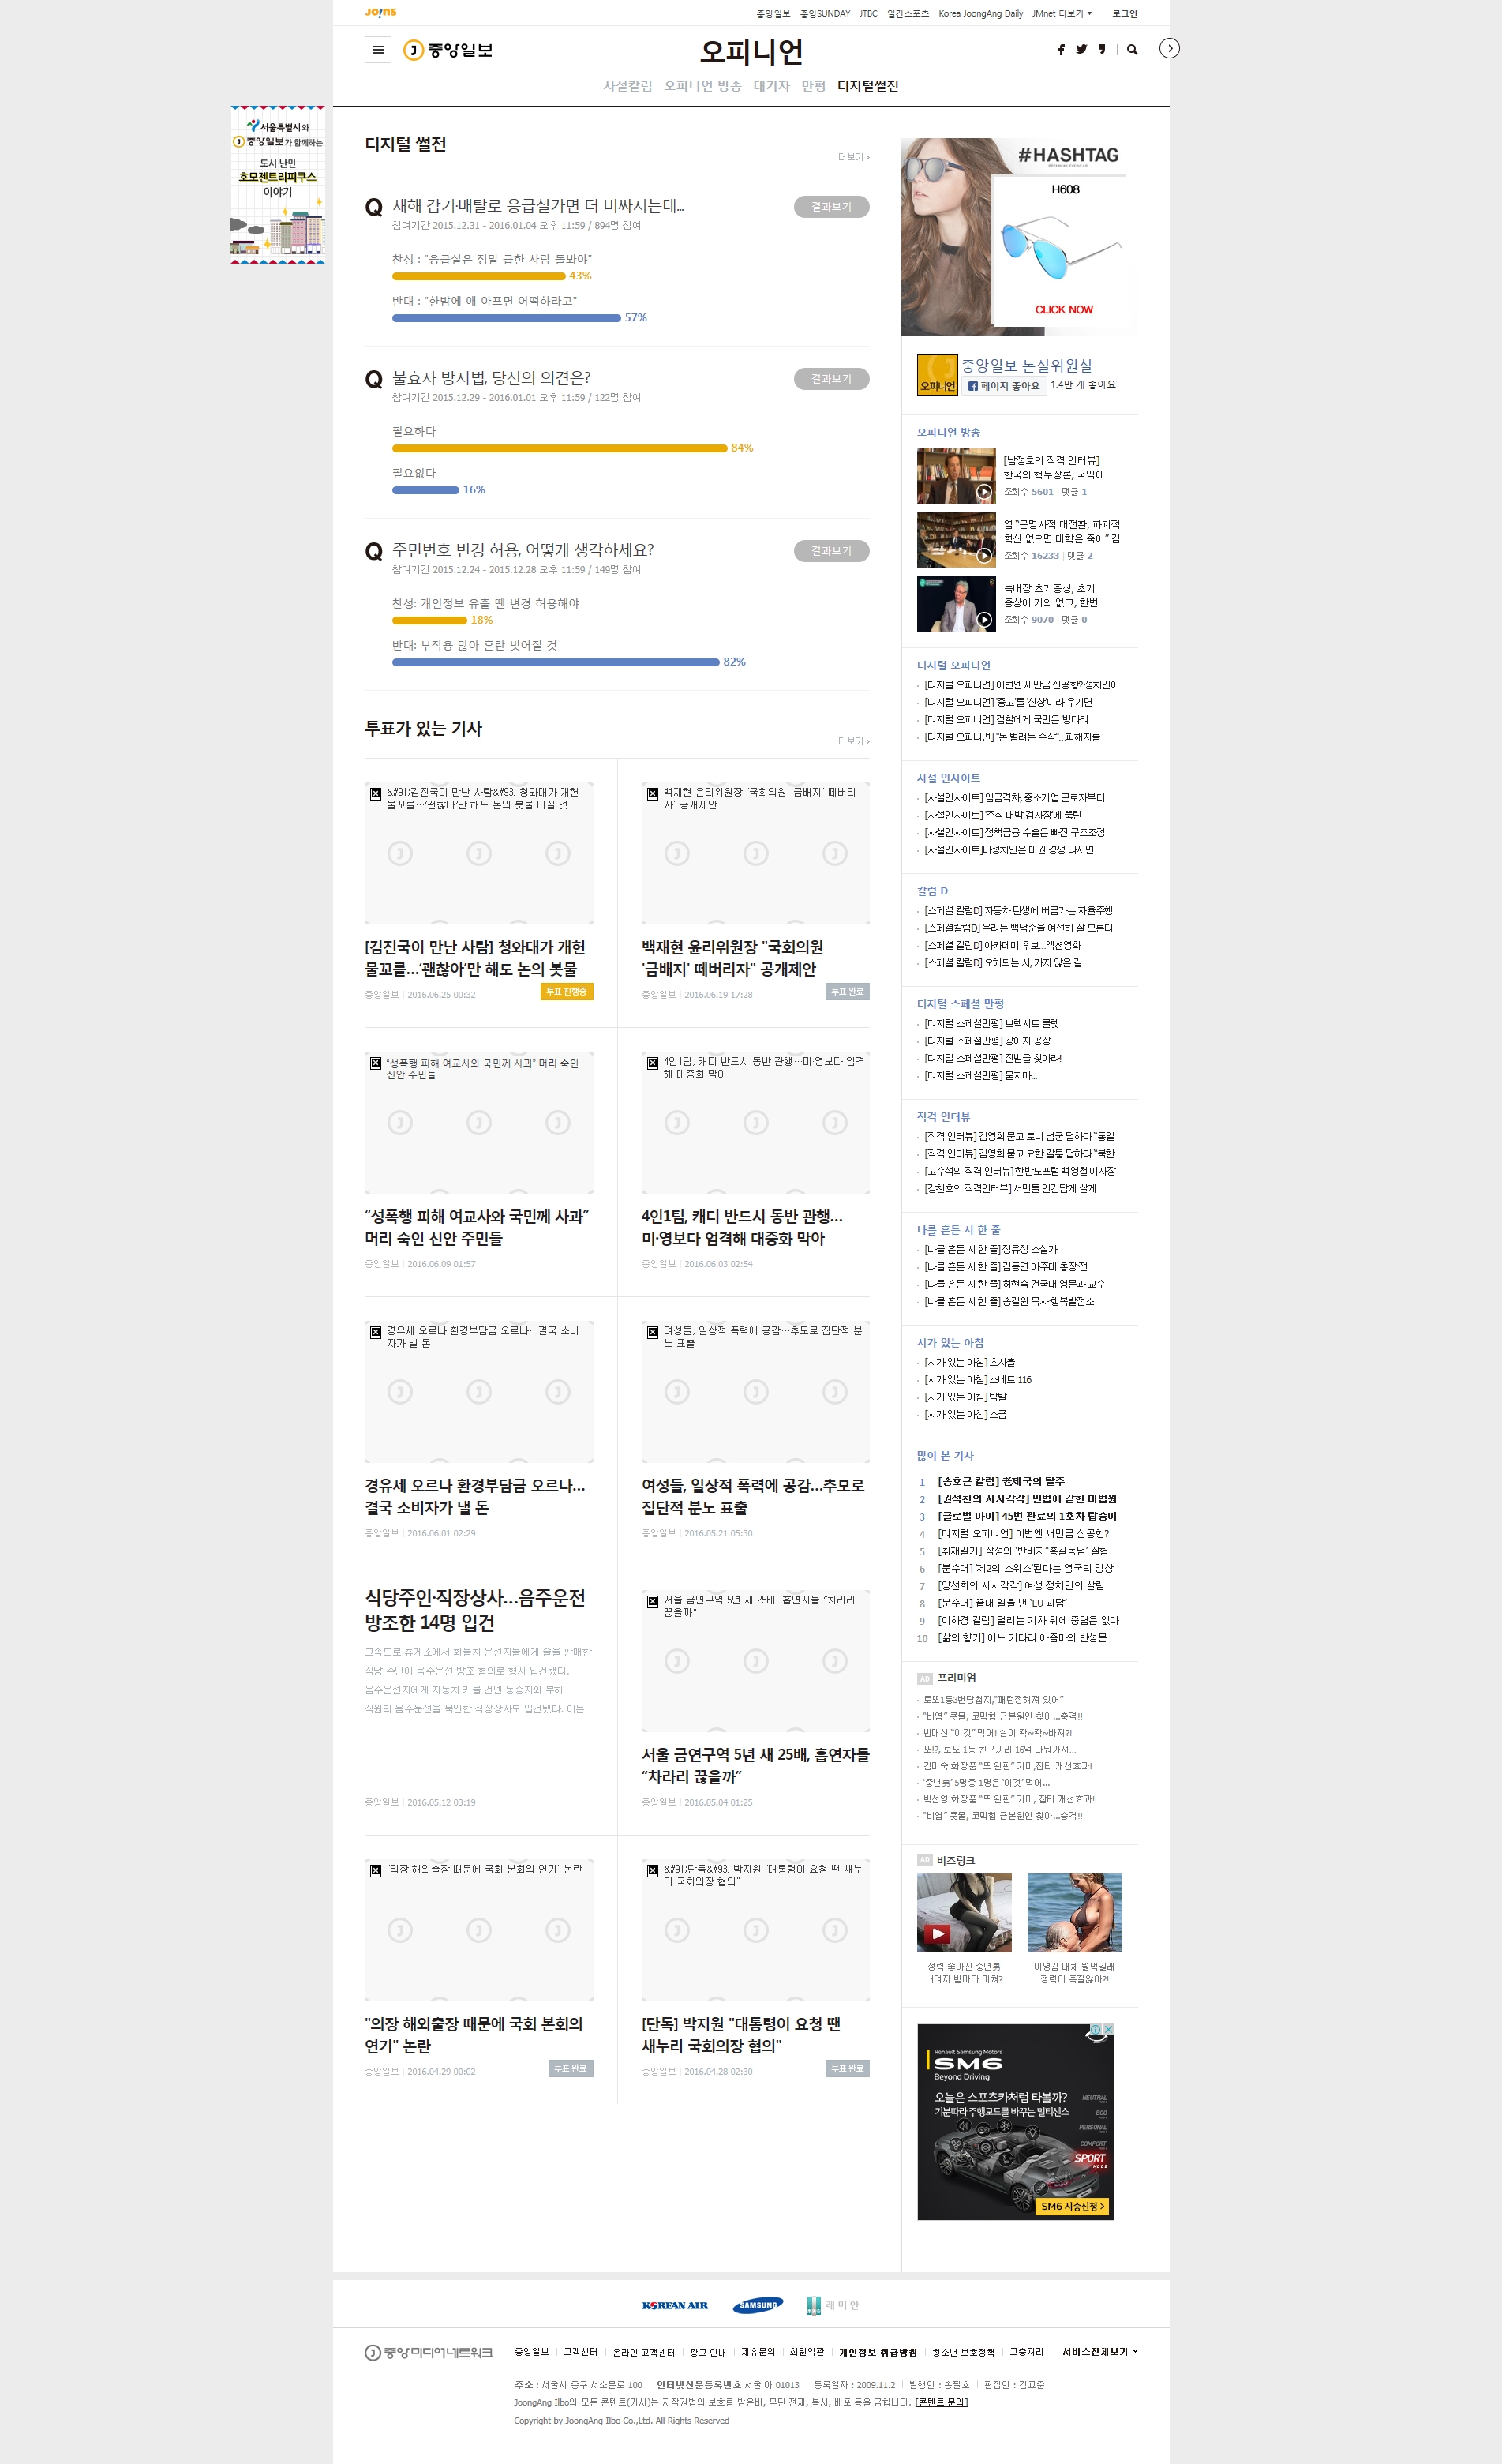 JOINS
중앙일보 중앙SUNDAY JTBC 일간스포츠 Korea JoongAng Daily JMnet 더보기 로그인
중앙일보
오피니언
사설칼럼 오피니언 방송 대기자 만평 디지털썰전
서울특별시와
중앙일보가 함께하는
도시 난민
호모젠트리피쿠스
이야기
디지털 썰전
더보기
Q 새해 감기·배탈로 응급실가면 더 비싸지는데...
결과보기
참여기간 2015.12.31 - 2016.01.04 오후 11:59 / 894명 참여
찬성 : "응급실은 정말 급한 사람 돌봐야"
43%
반대 : "한밤에 애 아프면 어떡하라고"
57%
Q 불효자 방지법, 당신의 의견은?
결과보기
참여기간 2015.12.29 - 2016.01.01 오후 11:59 / 122명 참여
필요하다
84%
필요없다
16%
Q 주민번호 변경 허용, 어떻게 생각하세요?
결과보기
참여기간 2015.12.24 - 2015.12.28 오후 11:59 / 149명 참여
찬성: 개인정보 유출 땐 변경 허용해야
18%
반대: 부작용 많아 혼란 빚어질 것
82%
투표가 있는 기사
더보기
&#91;김진국이 만난 사람&#93; 청와대가 개헌
물꼬를…‘괜찮아’만 해도 논의 봇물 터질 것
[김진국이 만난 사람] 청와대가 개헌
물꼬를…‘괜찮아’만 해도 논의 봇물
중앙일보 2016.06.25 00:32
투표 진행중
백재현 윤리위원장 "국회의원 '금배지' 떼버리
자" 공개제안
백재현 윤리위원장 "국회의원
'금배지' 떼버리자" 공개제안
중앙일보 2016.06.19 17:28
투표 완료
“성폭행 피해 여교사와 국민께 사과” 머리 숙인
신안 주민들
“성폭행 피해 여교사와 국민께 사과”
머리 숙인 신안 주민들
중앙일보 2016.06.09 01:57
4인1팀, 캐디 반드시 동반 관행…미·영보다 엄격
해 대중화 막아
4인1팀, 캐디 반드시 동반 관행…
미·영보다 엄격해 대중화 막아
중앙일보 2016.06.03 02:54
경유세 오르나 환경부담금 오르나…결국 소비
자가 낼 돈
경유세 오르나 환경부담금 오르나…
결국 소비자가 낼 돈
중앙일보 2016.06.01 02:29
여성들, 일상적 폭력에 공감…추모로 집단적 분
노 표출
여성들, 일상적 폭력에 공감…추모로
집단적 분노 표출
중앙일보 2016.05.21 05:30
식당주인·직장상사…음주운전
방조한 14명 입건
고속도로 휴게소에서 화물차 운전자들에게 술을 판매한
식당 주인이 음주운전 방조 혐의로 형사 입건됐다.
음주운전자에게 자동차 키를 건넨 동승자와 부하
직원의 음주운전을 묵인한 직장상사도 입건됐다. 이는
중앙일보 2016.05.12 03:19
서울 금연구역 5년 새 25배, 흡연자들 “차라리
끊을까”
서울 금연구역 5년 새 25배, 흡연자들
“차라리 끊을까”
중앙일보 2016.05.04 01:25
"의장 해외출장 때문에 국회 본회의 연기" 논란
"의장 해외출장 때문에 국회 본회의
연기" 논란
중앙일보 2016.04.29 00:02
투표 완료
&#91;단독&#93; 박지원 "대통령이 요청 땐 새누
리 국회의장 협의"
[단독] 박지원 "대통령이 요청 땐
새누리 국회의장 협의"
중앙일보 2016.04.28 02:30
투표 완료
#HASHTAG
H608
CLICK NOW
오피니언
중앙일보 논설위원실
페이지 좋아요 1.4만 개 좋아요
오피니언 방송
[남정호의 직격 인터뷰]
한국의 핵무장론, 국익에
조회수 5601 댓글 1
염 “문명사적 대전환, 파괴적
혁신 없으면 대학은 죽어” 김
조회수 16233 댓글 2
녹내장 초기증상, 초기
증상이 거의 없고, 한번
조회수 9070 댓글 0
디지털 오피니언
[디지털 오피니언] 이번엔 새만금 신공항? 정치인이
[디지털 오피니언] '중고'를 '신상'이라 우기면
[디지털 오피니언] 검찰에게 국민은 '빙다리
[디지털 오피니언] "돈 벌려는 수작"…피해자를
사설 인사이트
[사설인사이트] 임금격차, 중소기업 근로자부터
[사설인사이트] '주식 대박 검사장'에 뚫린
[사설인사이트] 정책금융 수술은 빠진 구조조정
[사설인사이트]비정치인은 대권 경쟁 나서면
칼럼 D
[스페셜 칼럼D] 자동차 탄생에 버금가는 자율주행
[스페셜칼럼D] 우리는 백남준을 여전히 잘 모른다
[스페셜 칼럼D] 아카데미 후보…액션영화
[스페셜 칼럼D] 오해되는 시, 가지 않은 길
디지털 스페셜 만평
[디지털 스페셜만평] 브렉시트 룰렛
[디지털 스페셜만평] 강아지 공장
[디지털 스페셜만평] 진범을 찾아라!
[디지털 스페셜만평] 묻지마...
직격 인터뷰
[직격 인터뷰] 김영희 묻고 토니 남궁 답하다 “통일
[직격 인터뷰] 김영희 묻고 요한 갈퉁 답하다 “북한
[고수석의 직격 인터뷰] 한반도포럼 백영철 이사장
[강찬호의 직격인터뷰] 서민들 인간답게 살게
나를 흔든 시 한 줄
[나를 흔든 시 한 줄] 정유정 소설가
[나를 흔든 시 한 줄] 김동연 아주대 총장·전
[나를 흔든 시 한 줄] 허현숙 건국대 영문과 교수
[나를 흔든 시 한 줄] 송길원 목사·행복발전소
시가 있는 아침
[시가 있는 아침] 초사흘
[시가 있는 아침] 소네트 116
[시가 있는 아침] 탁발
[시가 있는 아침] 소금
많이 본 기사
1 [송호근 칼럼] 老제국의 탈주
2 [권석천의 시시각각] 민법에 갇힌 대법원
3 [글로벌 아이] 45번 관료의 1호차 탑승이
4 [디지털 오피니언] 이번엔 새만금 신공항?
5 [취재일기] 삼성의 ‘반바지’‘홍길동님’ 실험
6 [분수대] ‘제2의 스위스’된다는 영국의 망상
7 [양선희의 시시각각] 여성 정치인의 살림
8 [분수대] 끝내 일을 낸 ‘EU 괴담’
9 [이하경 칼럼] 달리는 기차 위에 중립은 없다
10 [삶의 향기] 어느 키다리 아줌마의 반성문
AD 프리미엄
로또1등3번당첨자,“패턴정해져 있어”
“비염” 콧물, 코막힘 근본원인 찾아...충격!!
밥대신 “이것” 먹어! 살이 쫙~쫙~빠져?!
또!?, 로또 1등 친구끼리 16억 나눠가져...
김미숙 화장품 “또 완판” 기미,잡티 개선효과!
‘중년男’ 5명중 1명은 ‘이것’ 먹어...
박선영 화장품 “또 완판” 기미, 잡티 개선효과!
“비염” 콧물, 코막힘 근본원인 찾아...충격!!
AD 비즈링크
정력 좋아진 중년男
내여자 밤마다 미쳐?
이영감 대체 뭘먹길래
정력이 죽질않아?!
Renault Samsung Motors
SM6
Beyond Driving
오늘은 스포츠카처럼 타볼까?
기분따라 주행모드를 바꾸는 멀티센스
NEUTRAL
ECO
PERSONAL
COMFORT
SPORT
MODE
SM6 시승신청
KOREAN AIR SAMSUNG 래미안
중앙미디어네트워크
중앙일보 고객센터 온라인 고객센터 광고 안내 제휴문의 회원약관 개인정보 취급방침 청소년 보호정책 고충처리 서비스전체보기
주소 : 서울시 중구 서소문로 100 인터넷신문등록번호 서울 아 01013 등록일자 : 2009.11.2 발행인 : 송필호 편집인 : 김교준
JoongAng Ilbo의 모든 콘텐트(기사)는 저작권법의 보호를 받은바, 무단 전재, 복사, 배포 등을 금합니다. [콘텐트 문의]
Copyright by JoongAng Ilbo Co.,Ltd. All Rights Reserved